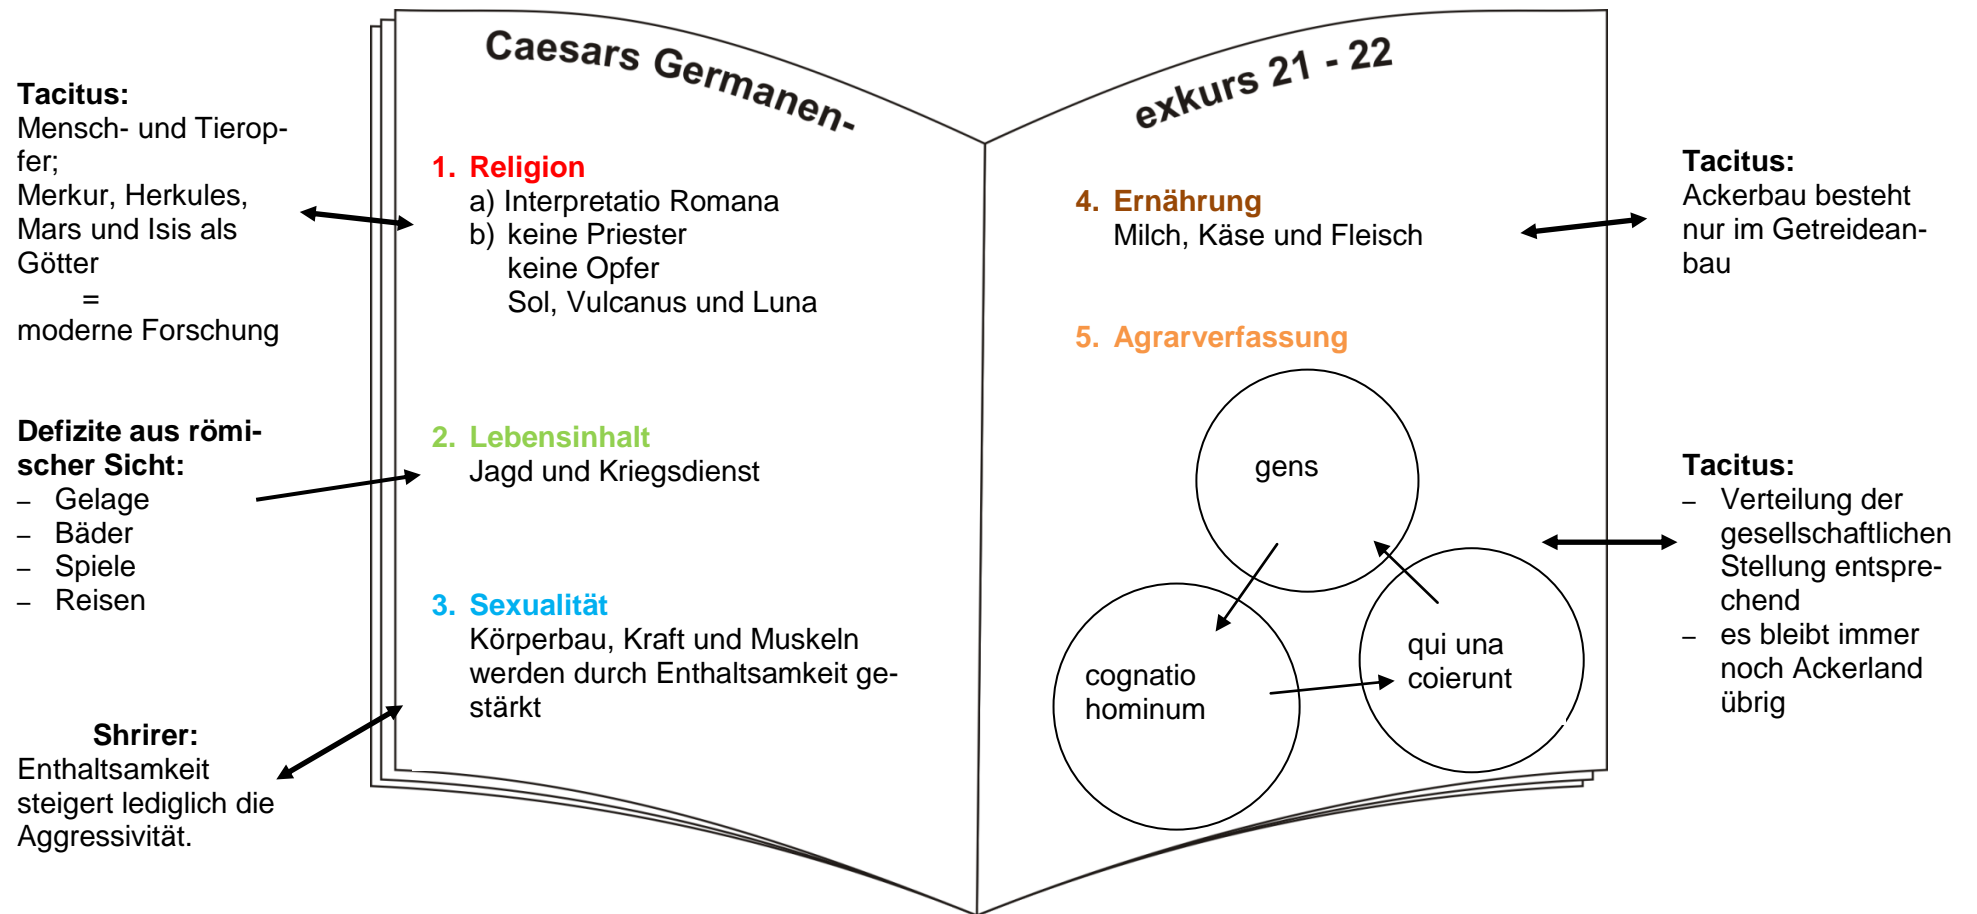 Caesars Germanen-
exkurs 21 - 22
Tacitus:
Mensch- und Tierop-
fer;
Merkur, Herkules,
Mars und Isis als
Götter
=
moderne Forschung
Defizite aus römi-
scher Sicht:
– Gelage
– Bäder
– Spiele
– Reisen
Shrirer:
Enthaltsamkeit
steigert lediglich die
Aggressivität.
1. Religion
a) Interpretatio Romana
b) keine Priester
keine Opfer
Sol, Vulcanus und Luna
2. Lebensinhalt
Jagd und Kriegsdienst
3. Sexualität
Körperbau, Kraft und Muskeln
werden durch Enthaltsamkeit ge-
stärkt
4. Ernährung
Milch, Käse und Fleisch
5. Agrarverfassung
gens
cognatio
hominum
qui una
coierunt
Tacitus:
Ackerbau besteht
nur im Getreidean-
bau
Tacitus:
– Verteilung der
gesellschaftlichen
Stellung entspre-
chend
– es bleibt immer
noch Ackerland
übrig